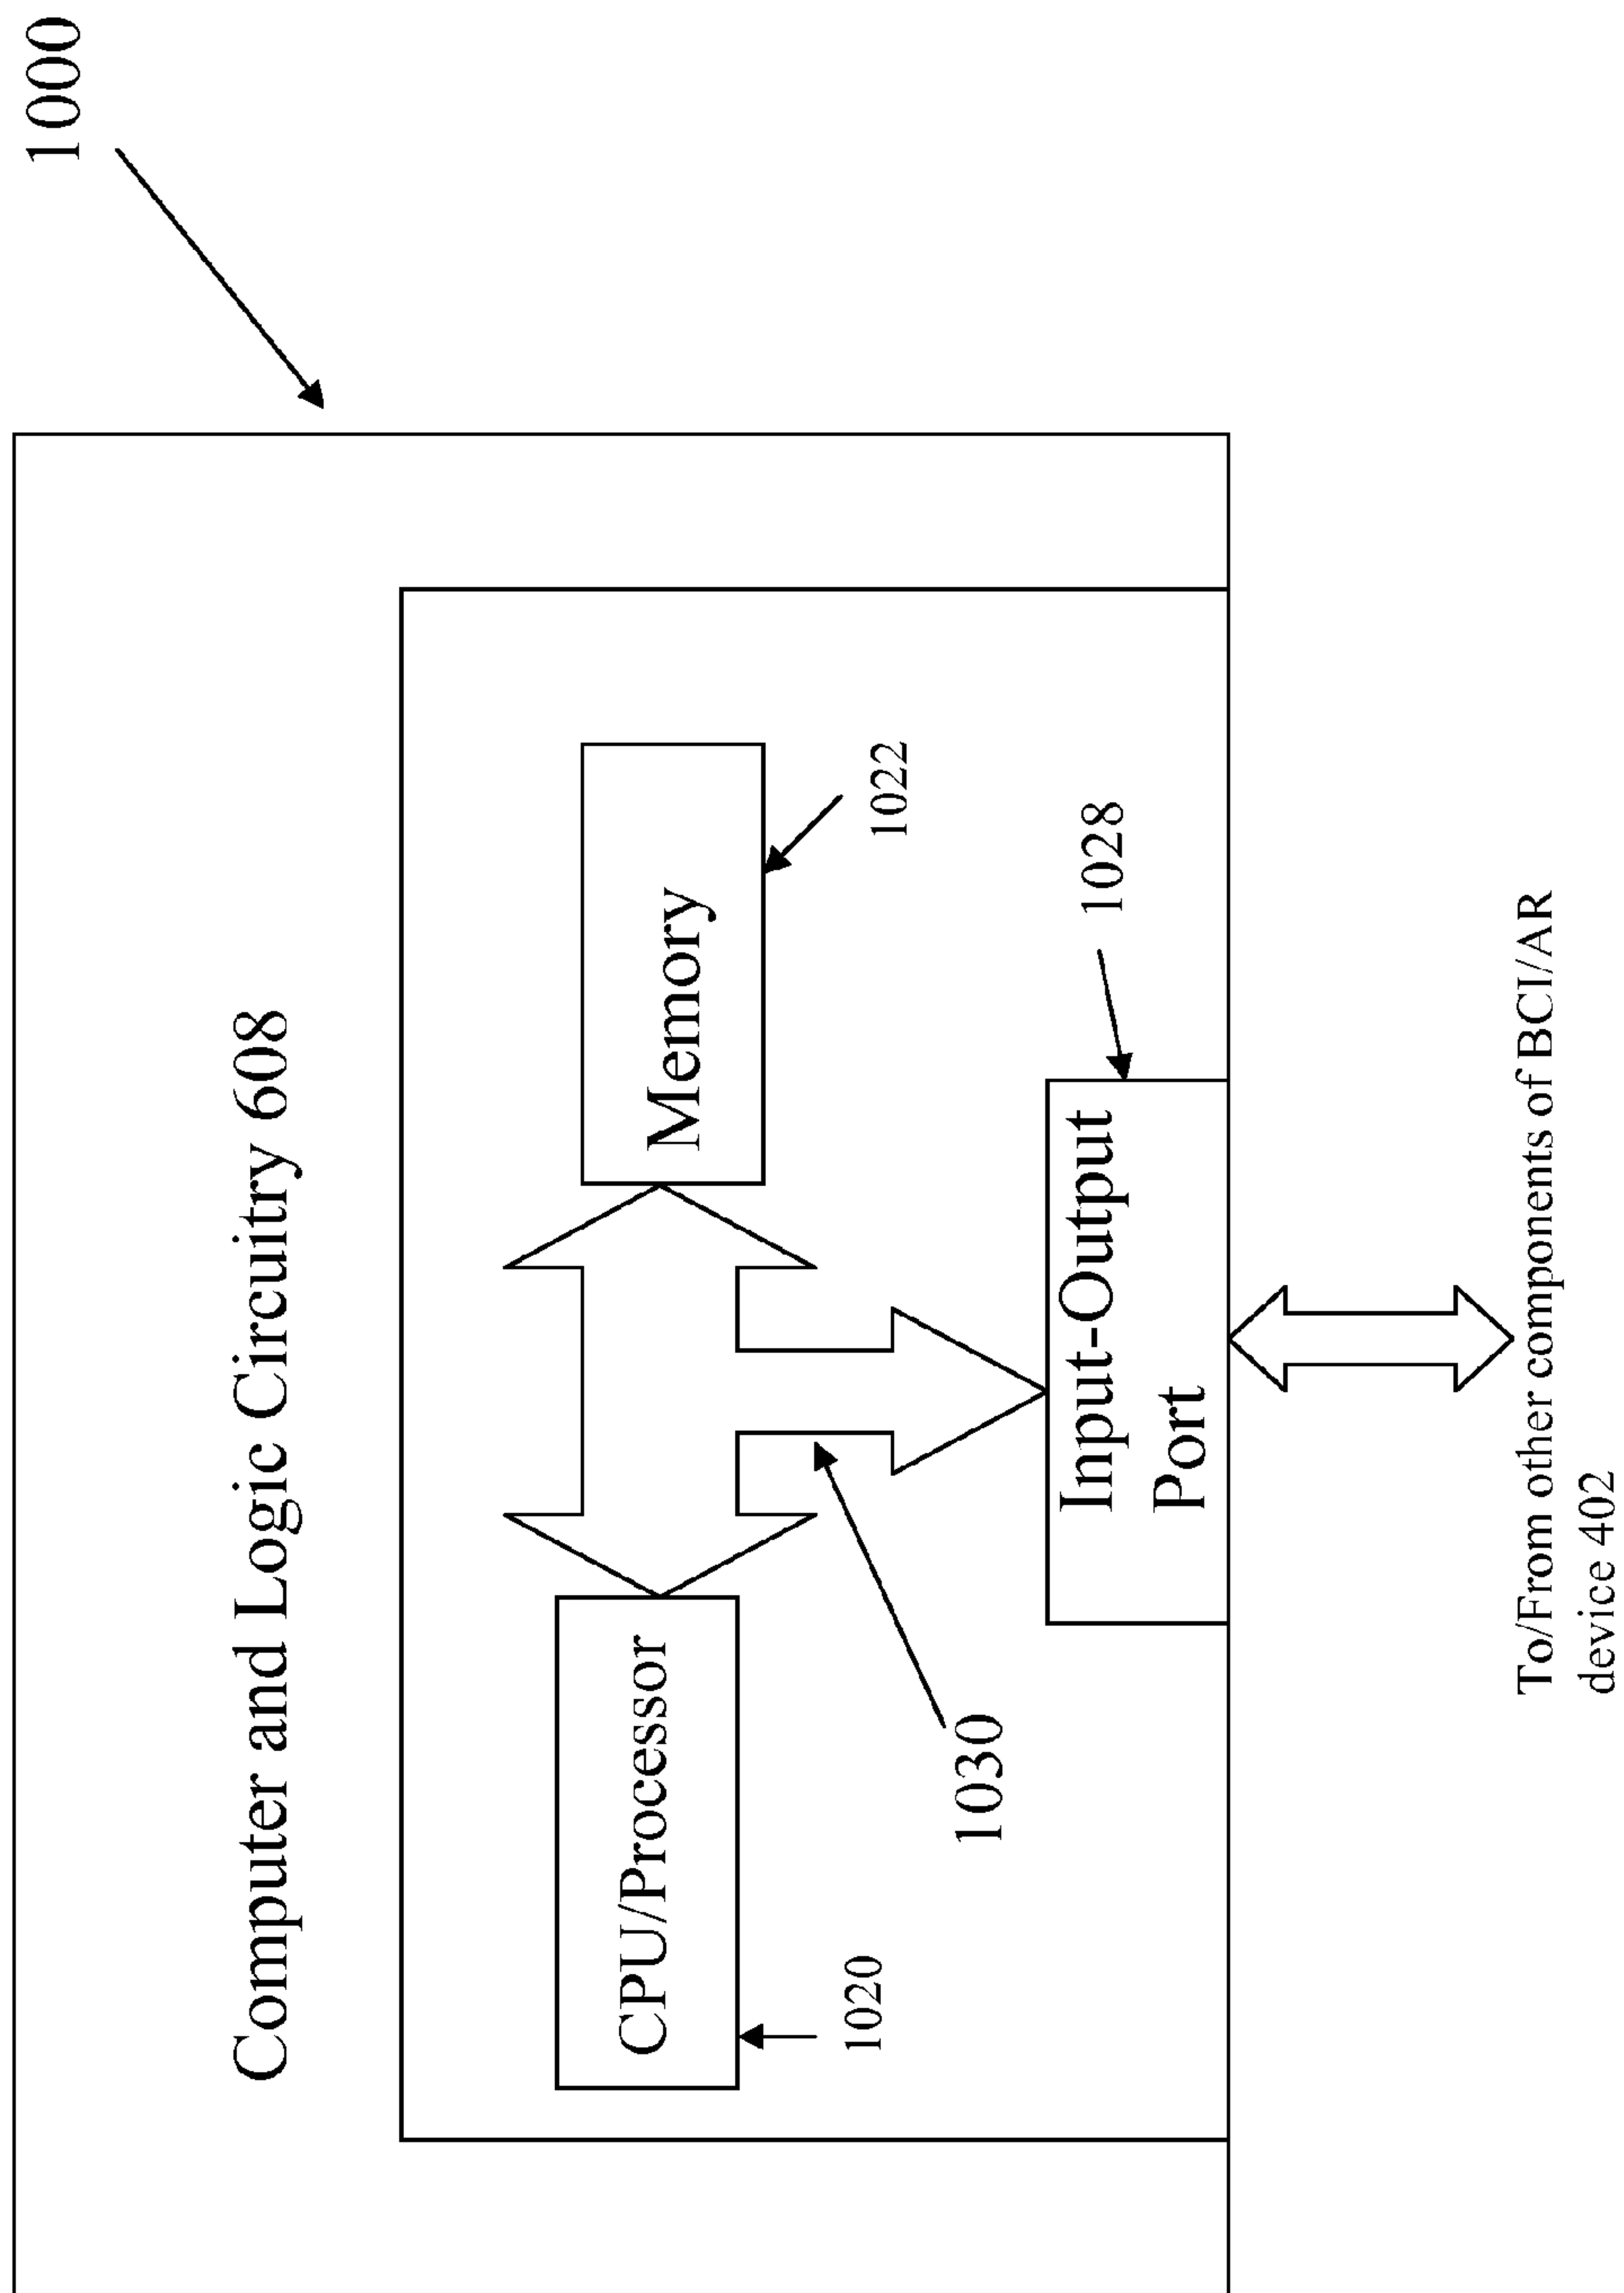 1000
Computer and Logic Circuitry 608
CPU/Processor
Memory
1020
1022
1030
1028
Input-Output
Port
To/From other components of BCI/AR
device 402